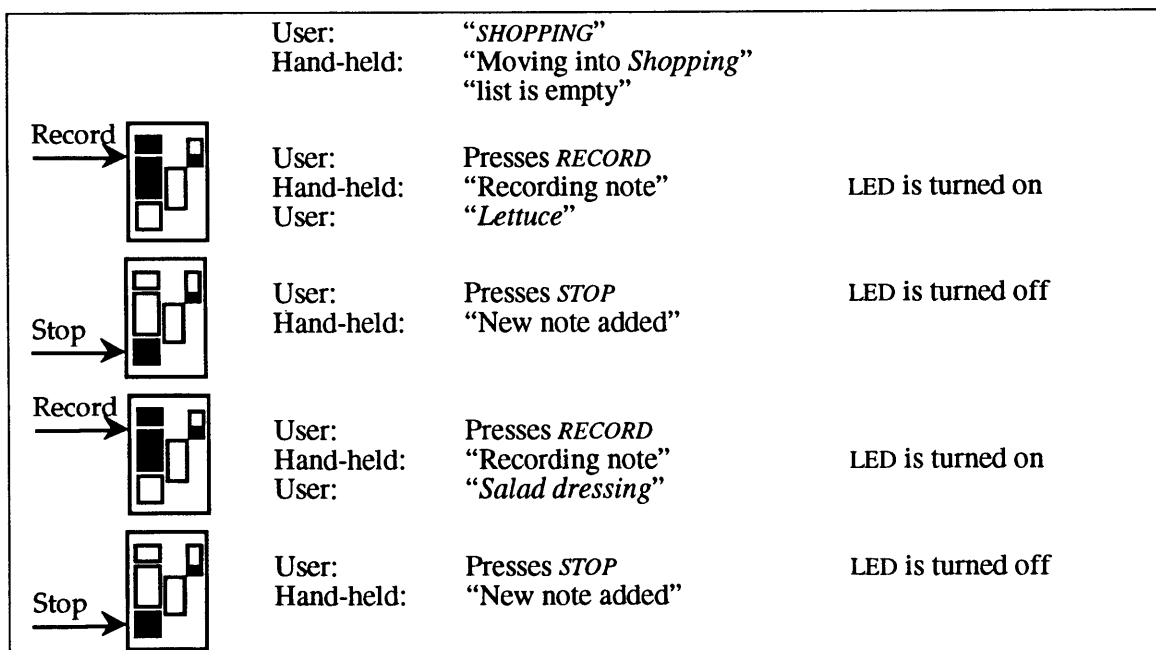 User: “SHOPPING”
Hand-held: “Moving into Shopping”
“list is empty”
Record
User: Presses RECORD
Hand-held: “Recording note” LED is turned on
User: “Lettuce”
User: Presses STOP LED is turned off
Hand-held: “New note added”
Stop
Record
User: Presses RECORD
Hand-held: “Recording note” LED is turned on
User: “Salad dressing”
User: Presses STOP LED is turned off
Hand-held: “New note added”
Stop